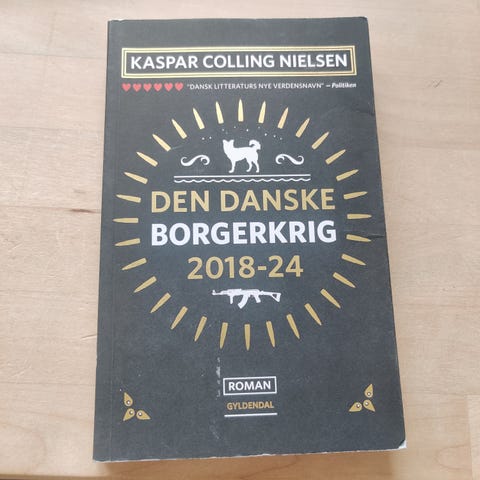 KASPAR COLLING NIELSEN
"DANSK LITTERATURS NYE VERDENSNAVN" — Politiken
DEN DANSKE
BORGERKRIG
2018-24
ROMAN
GYLDENDAL